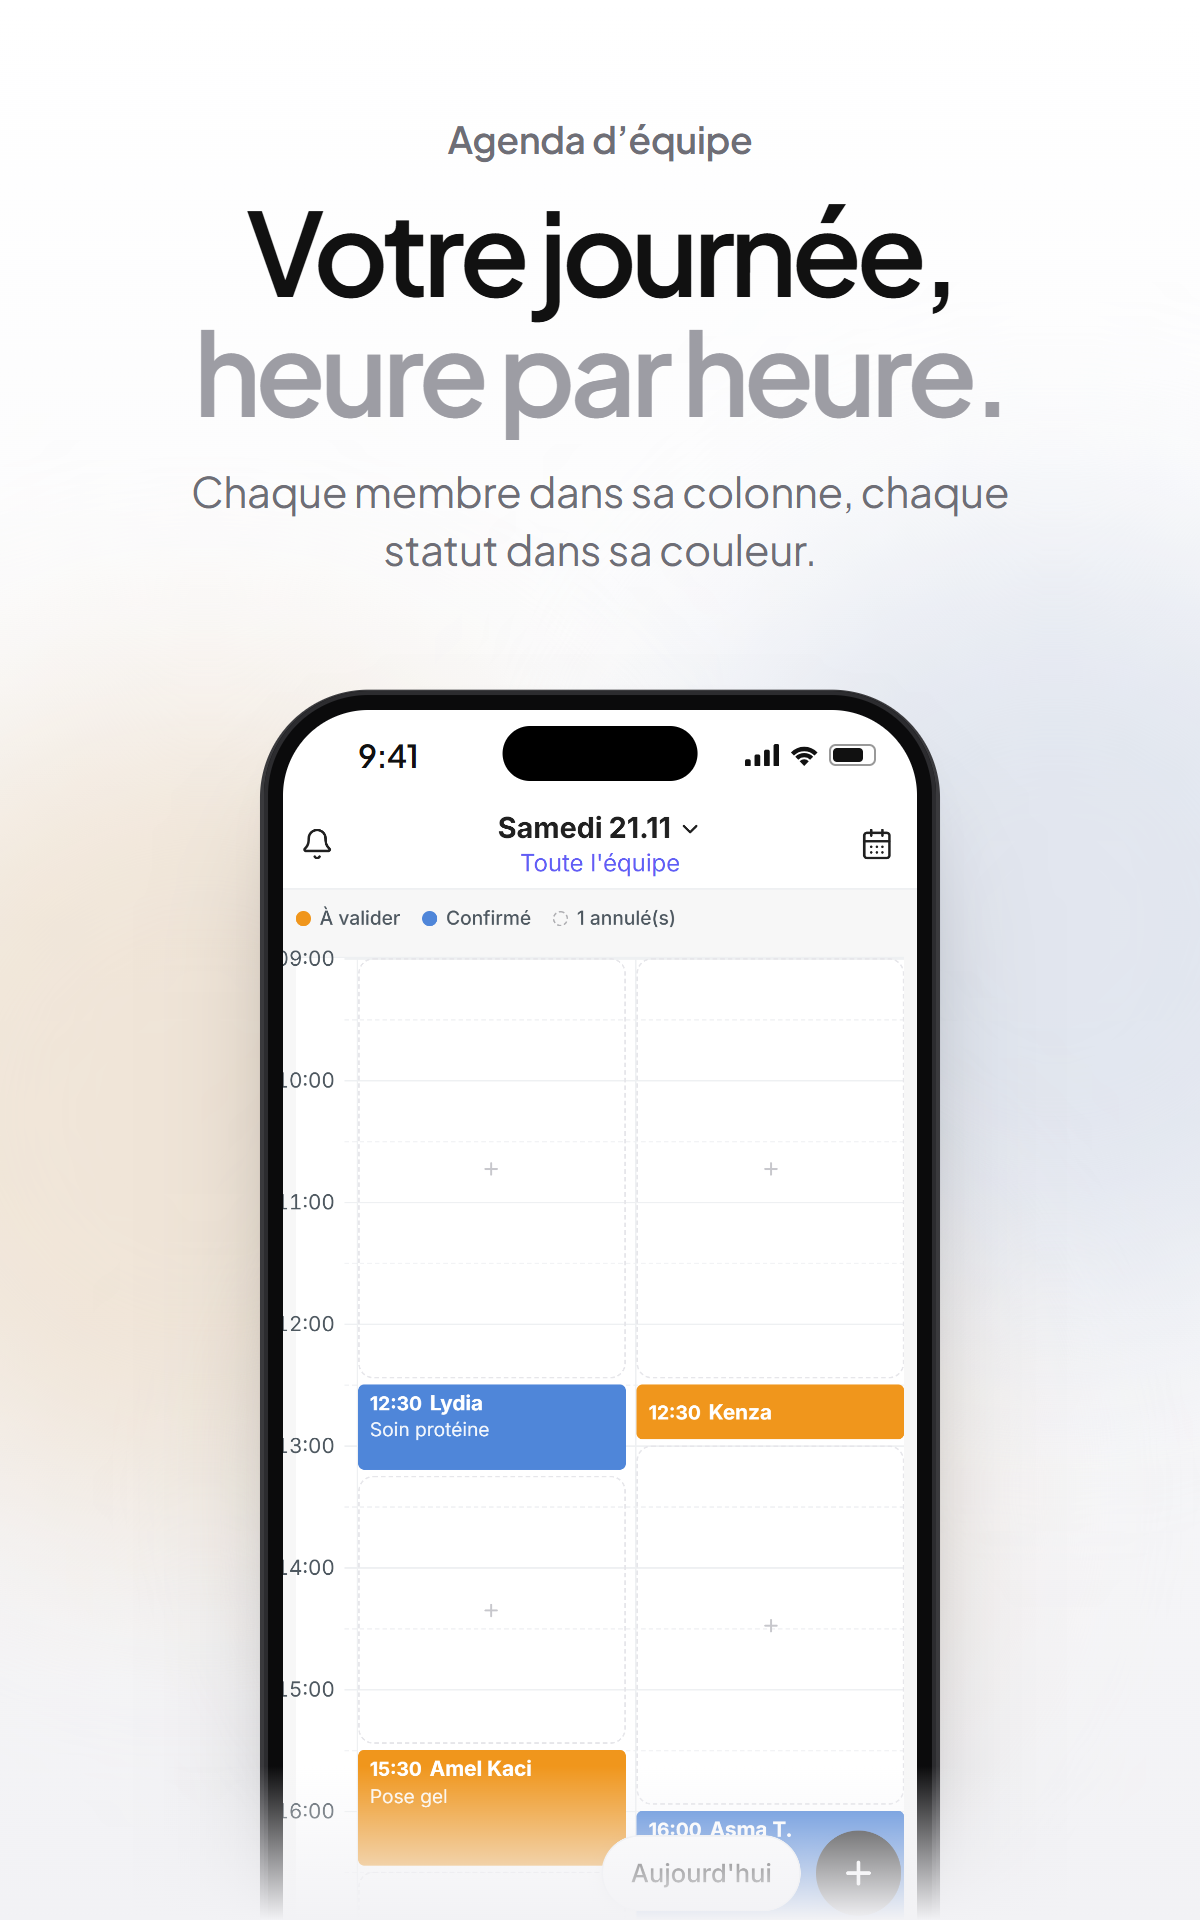 Agenda d’équipe
Votre journée,
heure par heure.
Chaque membre dans sa colonne, chaque
statut dans sa couleur.
9:41
Samedi 21.11
Toute l'équipe
À valider
Confirmé
1 annulé(s)
09:00
10:00
11:00
12:00
12:30 Lydia
Soin protéine
12:30 Kenza
13:00
14:00
15:00
15:30 Amel Kaci
Pose gel
16:00
16:00 Asma T.
Aujourd'hui